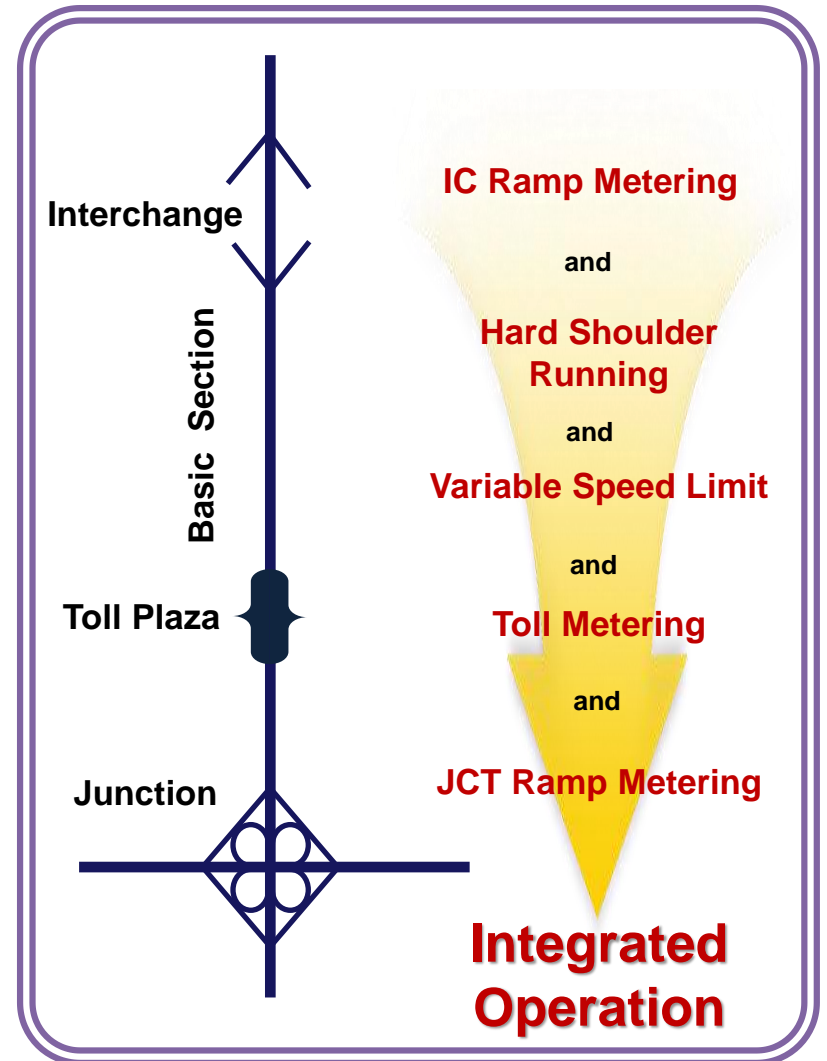 Interchange
Basic Section
Toll Plaza
Junction
IC Ramp Metering
and
Hard Shoulder
Running
and
Variable Speed Limit
and
Toll Metering
and
JCT Ramp Metering
Integrated
Operation